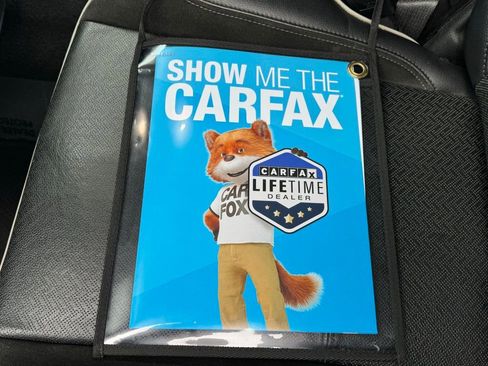 SHOW ME THE
CARFAX®
CAR
FOX
CARFAX
LIFETIME
DEALER